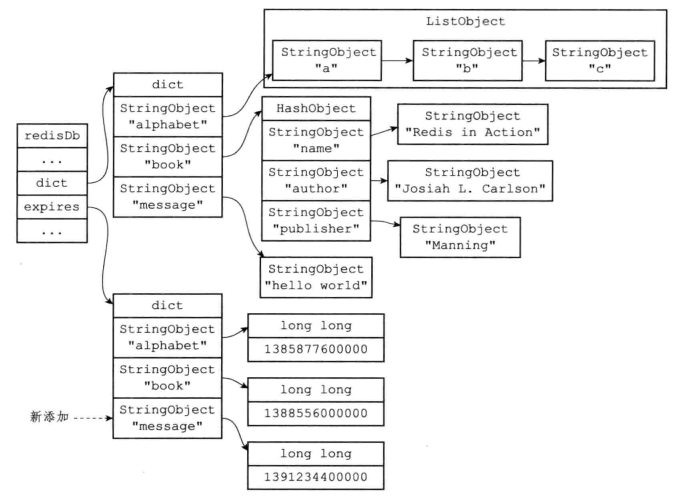 ListObject
StringObject
"a"
StringObject
"b"
StringObject
"c"
dict
StringObject
"alphabet"
StringObject
"book"
StringObject
"message"
HashObject
StringObject
"name"
StringObject
"author"
StringObject
"publisher"
StringObject
"Redis in Action"
StringObject
"Josiah L. Carlson"
StringObject
"Manning"
redisDb
...
dict
expires
...
StringObject
"hello world"
dict
StringObject
"alphabet"
StringObject
"book"
StringObject
"message"
long long
1385877600000
long long
1388556000000
新添加
long long
1391234400000